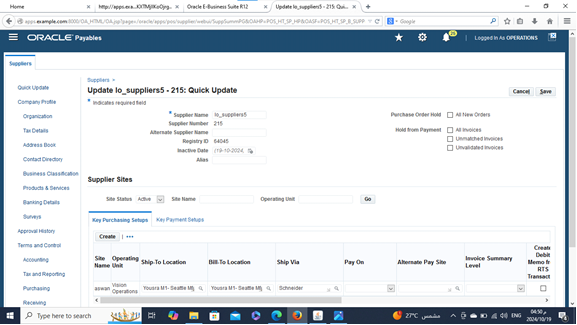 Home
http://apps.exa...XXTMJIIKoOjrg...
Oracle E-Business Suite R12
Update lo_suppliers5 - 215: Quic...
apps.example.com:8000/OA_HTML/OA.jsp?page=/oracle/apps/pos/supplier/webui/SuppSummPG&OAHP=POS_HT_SP_HP&OASF=POS_HT_SP_B_SUPP
Google
ORACLE Payables
Logged In As OPERATIONS
Suppliers
Suppliers >
Quick Update
Company Profile
Organization
Tax Details
Address Book
Contact Directory
Business Classification
Products & Services
Banking Details
Surveys
Approval History
Terms and Control
Accounting
Tax and Reporting
Purchasing
Receiving
Update lo_suppliers5 - 215: Quick Update
Cancel Save
* Indicates required field
* Supplier Name lo_suppliers5
Supplier Number 215
Alternate Supplier Name
Registry ID 64045
Inactive Date (19-10-2024)
Alias
Purchase Order Hold All New Orders
Hold from Payment All Invoices
Unmatched Invoices
Unvalidated Invoices
Supplier Sites
Site Status Active Site Name Operating Unit Go
Key Purchasing Setups Key Payment Setups
Create
Site Name Operating Unit Ship-To Location Bill-To Location Ship Via Pay On Alternate Pay Site Invoice Summary Level Create Debit Memo from RTS Transaction
aswan Vision Operations Yousra M1- Seattle Mfg Yousra M1- Seattle Mfg Schneider
Type here to search
27°C مشمس
04:50 م
2024/10/19